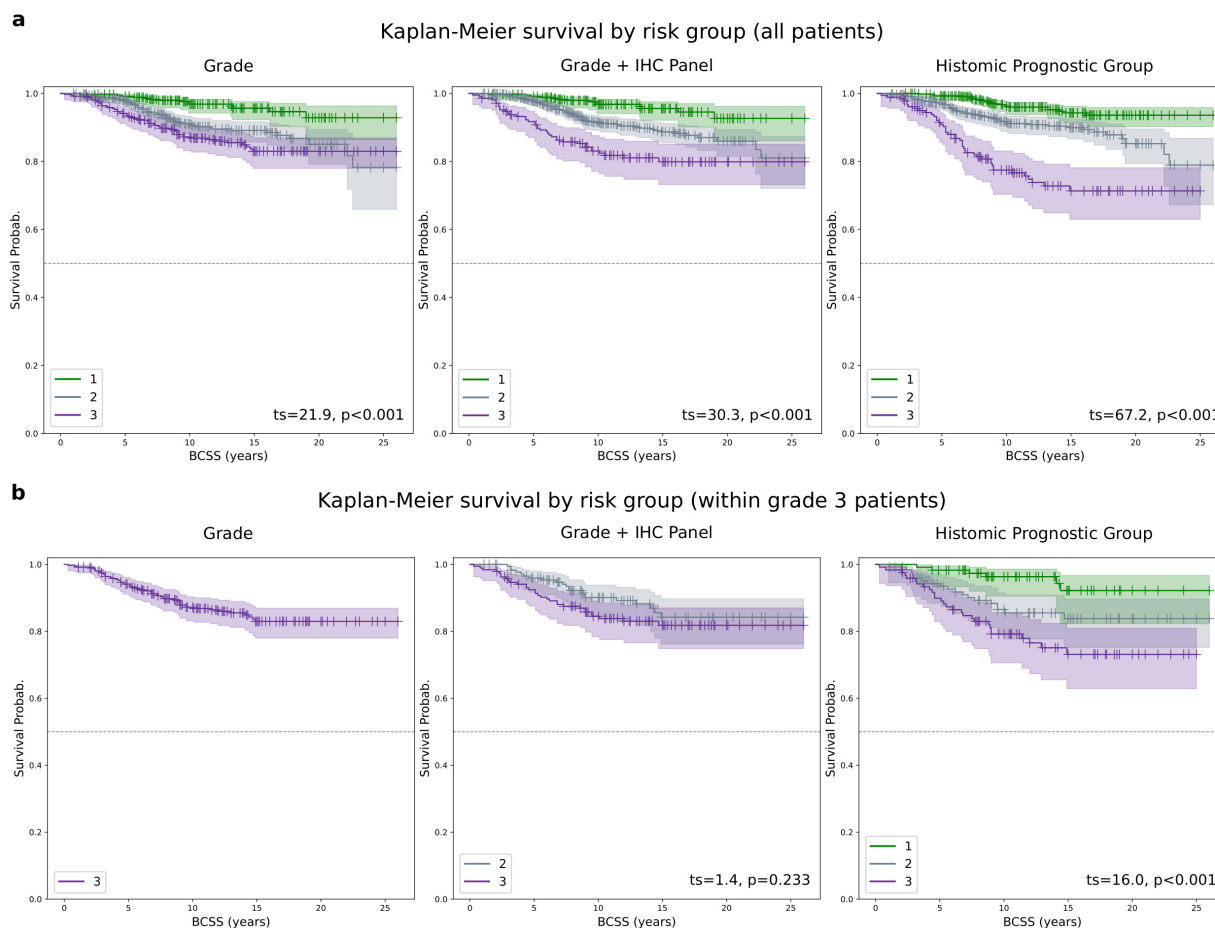 a
Kaplan-Meier survival by risk group (all patients)
Grade
Grade + IHC Panel
Histomic Prognostic Group
Survival Probab.
1.0
0.8
0.6
0.4
0.2
0.0
1
2
3
ts=21.9, p<0.001
0 5 10 15 20 25
BCSS (years)
Survival Probab.
1.0
0.8
0.6
0.4
0.2
0.0
1
2
3
ts=30.3, p<0.001
0 5 10 15 20 25
BCSS (years)
Survival Probab.
1.0
0.8
0.6
0.4
0.2
0.0
1
2
3
ts=67.2, p<0.001
0 5 10 15 20 25
BCSS (years)
b
Kaplan-Meier survival by risk group (within grade 3 patients)
Grade
Grade + IHC Panel
Histomic Prognostic Group
Survival Probab.
1.0
0.8
0.6
0.4
0.2
0.0
3
0 5 10 15 20 25
BCSS (years)
Survival Probab.
1.0
0.8
0.6
0.4
0.2
0.0
2
3
ts=1.4, p=0.233
0 5 10 15 20 25
BCSS (years)
Survival Probab.
1.0
0.8
0.6
0.4
0.2
0.0
1
2
3
ts=16.0, p<0.001
0 5 10 15 20 25
BCSS (years)